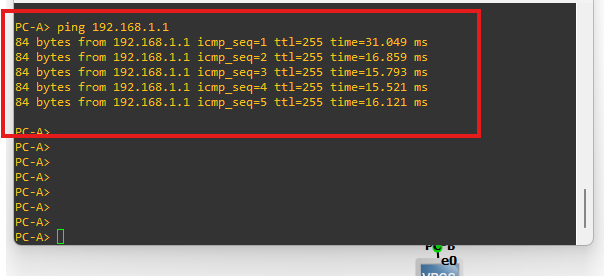 PC-A> ping 192.168.1.1
84 bytes from 192.168.1.1 icmp_seq=1 ttl=255 time=31.049 ms
84 bytes from 192.168.1.1 icmp_seq=2 ttl=255 time=16.859 ms
84 bytes from 192.168.1.1 icmp_seq=3 ttl=255 time=15.793 ms
84 bytes from 192.168.1.1 icmp_seq=4 ttl=255 time=15.521 ms
84 bytes from 192.168.1.1 icmp_seq=5 ttl=255 time=16.121 ms
PC-A>
PC-A>
PC-A>
PC-A>
PC-A>
PC-A>
PC-A>
PC-A>
PC-B
e0
VPCS